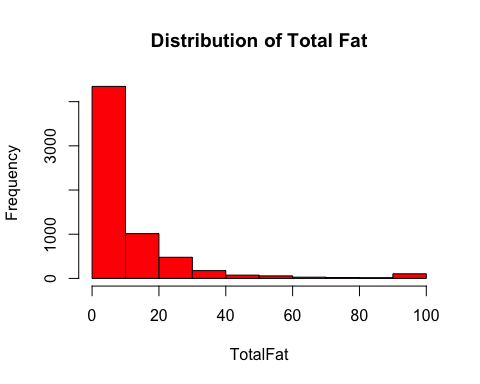 Distribution of Total Fat
Frequency
3000
1000
0
0 20 40 60 80 100
TotalFat